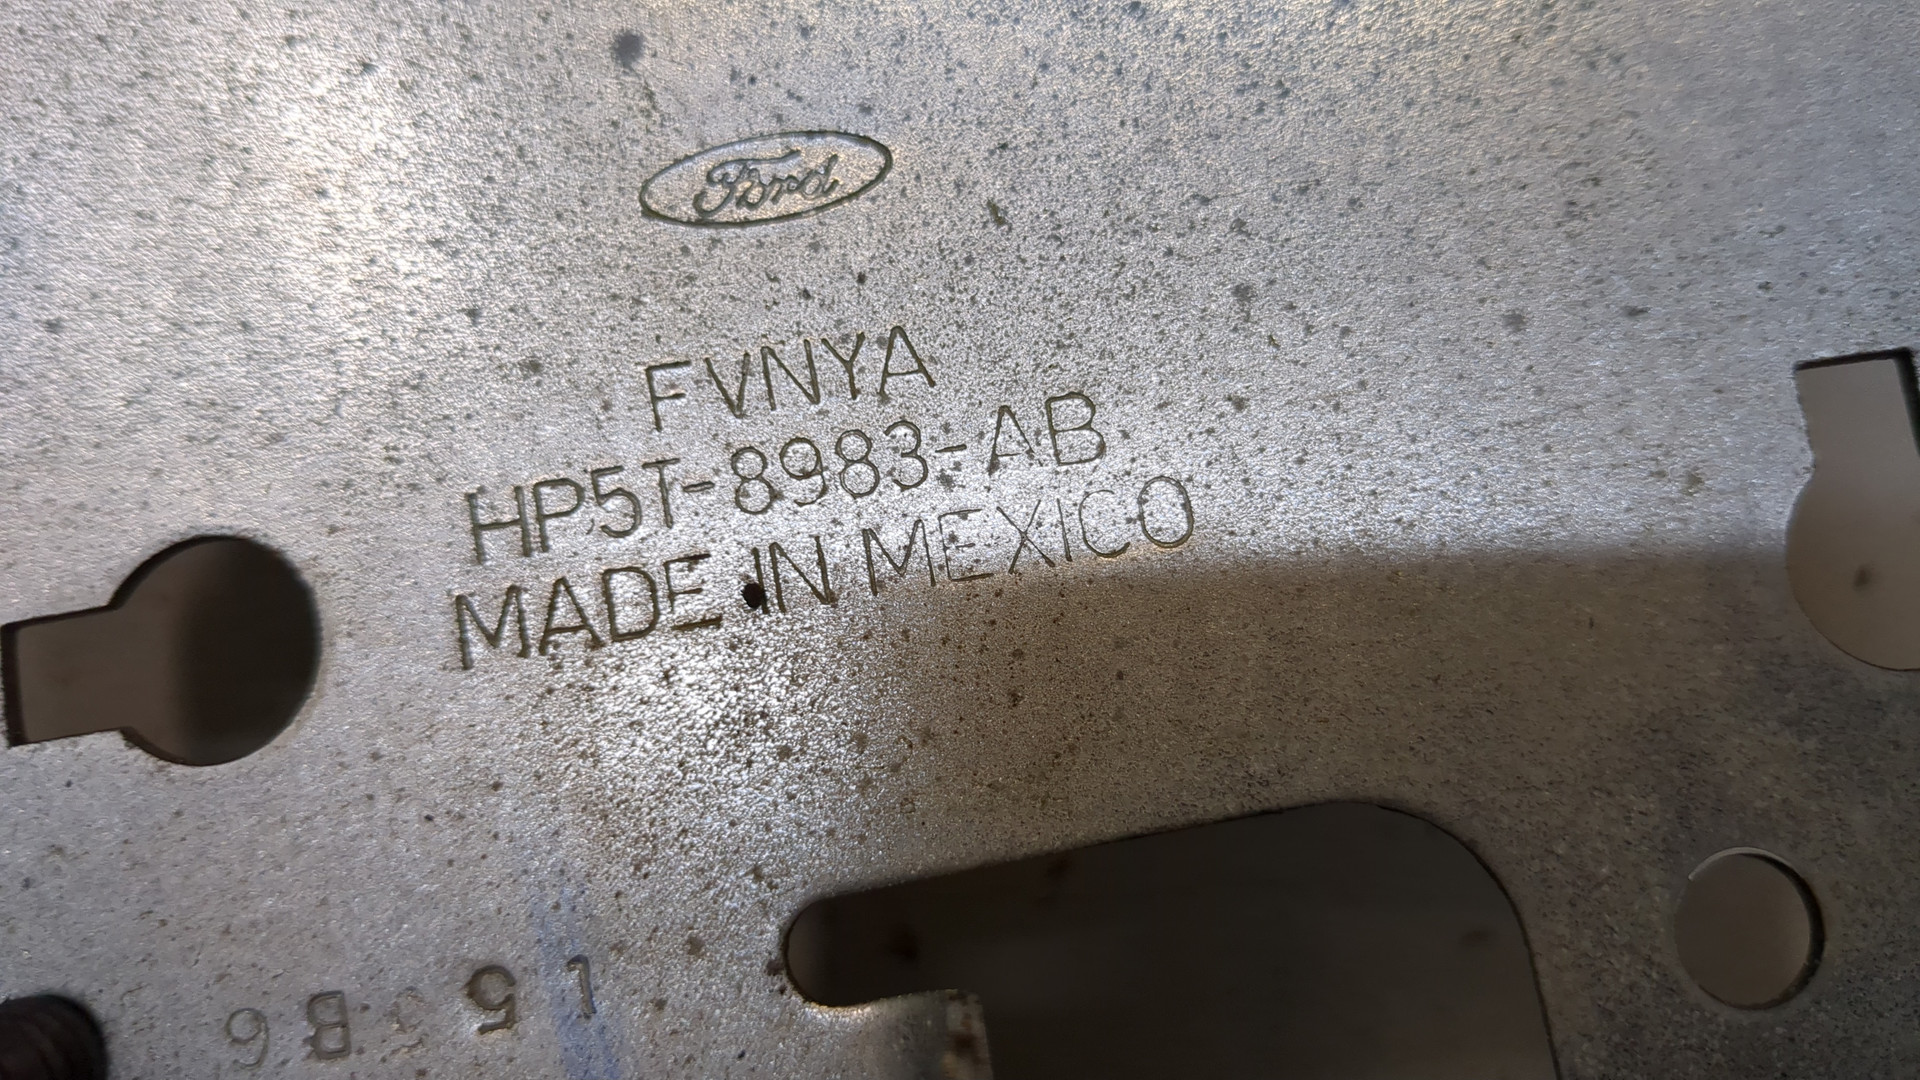 Ford
FVNYA
HP5T-8983-AB
MADE IN MEXICO